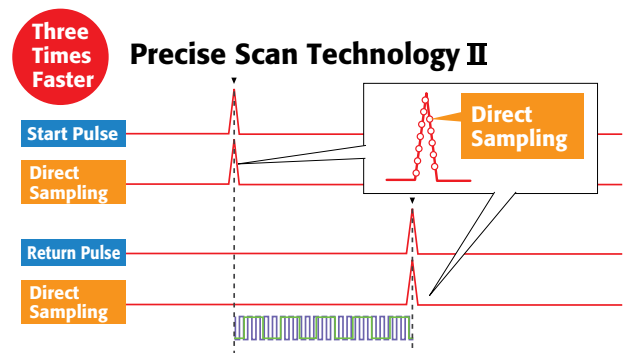 Three
Times
Faster
Precise Scan Technology Ⅱ
Start Pulse
Direct
Sampling
Direct
Sampling
Return Pulse
Direct
Sampling